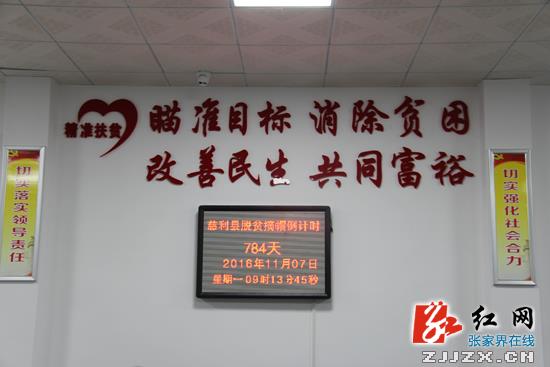 精准扶贫
瞄准目标 消除贫困
改善民生 共同富裕
切实落实领导责任
慈利县脱贫摘帽倒计时
784天
2016年11月07日
星期一09时13分45秒
切实强化社会合力
红网
张家界在线
ZJJZX.CN